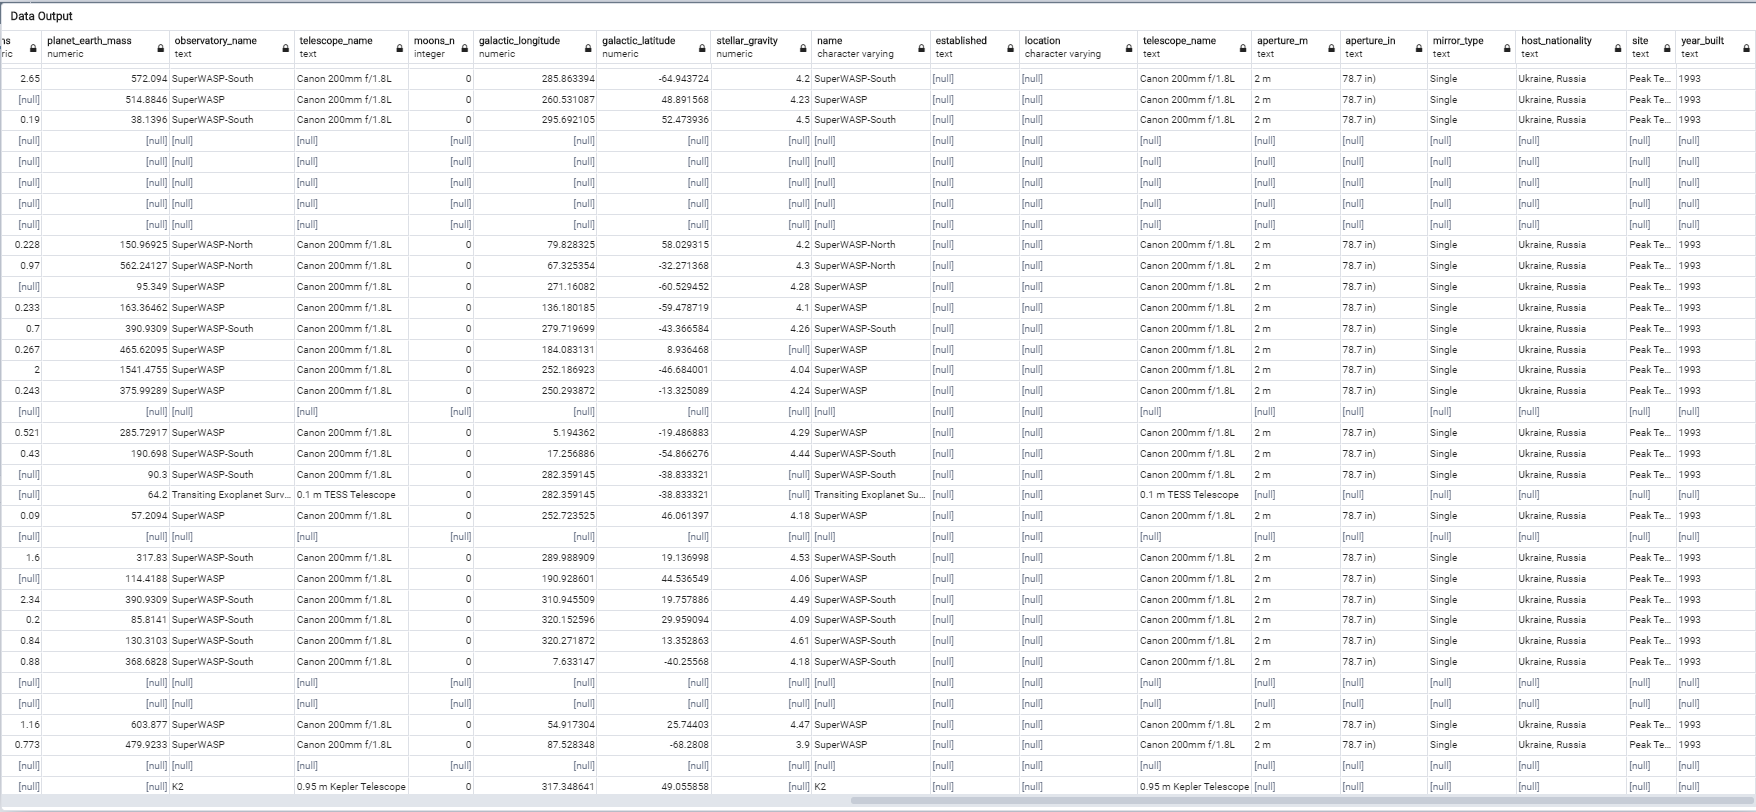 Data Output
ns planet_earth_mass observatory_name telescope_name moons_n galactic_longitude galactic_latitude stellar_gravity name established location telescope_name aperture_m aperture_in mirror_type host_nationality site year_built
ric numeric text text integer numeric numeric numeric character varying text character varying text text text text text text text
2.65 572.094 SuperWASP-South Canon 200mm f/1.8L 0 285.863394 -64.943724 4.2 SuperWASP-South [null] [null] Canon 200mm f/1.8L 2 m 78.7 in) Single Ukraine, Russia Peak Te... 1993
[null] 514.8846 SuperWASP Canon 200mm f/1.8L 0 260.531087 48.891568 4.23 SuperWASP [null] [null] Canon 200mm f/1.8L 2 m 78.7 in) Single Ukraine, Russia Peak Te... 1993
0.19 38.1396 SuperWASP-South Canon 200mm f/1.8L 0 295.692105 52.473936 4.5 SuperWASP-South [null] [null] Canon 200mm f/1.8L 2 m 78.7 in) Single Ukraine, Russia Peak Te... 1993
[null] [null] [null] [null] [null] [null] [null] [null] [null] [null] [null] [null] [null] [null] [null] [null] [null] [null]
[null] [null] [null] [null] [null] [null] [null] [null] [null] [null] [null] [null] [null] [null] [null] [null] [null] [null]
[null] [null] [null] [null] [null] [null] [null] [null] [null] [null] [null] [null] [null] [null] [null] [null] [null] [null]
[null] [null] [null] [null] [null] [null] [null] [null] [null] [null] [null] [null] [null] [null] [null] [null] [null] [null]
[null] [null] [null] [null] [null] [null] [null] [null] [null] [null] [null] [null] [null] [null] [null] [null] [null] [null]
0.228 150.96925 SuperWASP-North Canon 200mm f/1.8L 0 79.828325 58.029315 4.2 SuperWASP-North [null] [null] Canon 200mm f/1.8L 2 m 78.7 in) Single Ukraine, Russia Peak Te... 1993
0.97 562.24127 SuperWASP-North Canon 200mm f/1.8L 0 67.325354 -32.271368 4.3 SuperWASP-North [null] [null] Canon 200mm f/1.8L 2 m 78.7 in) Single Ukraine, Russia Peak Te... 1993
[null] 95.349 SuperWASP Canon 200mm f/1.8L 0 271.16082 -60.529452 4.28 SuperWASP [null] [null] Canon 200mm f/1.8L 2 m 78.7 in) Single Ukraine, Russia Peak Te... 1993
0.233 163.36462 SuperWASP Canon 200mm f/1.8L 0 136.180185 -59.478719 4.1 SuperWASP [null] [null] Canon 200mm f/1.8L 2 m 78.7 in) Single Ukraine, Russia Peak Te... 1993
0.7 390.9309 SuperWASP-South Canon 200mm f/1.8L 0 279.719699 -43.366584 4.26 SuperWASP-South [null] [null] Canon 200mm f/1.8L 2 m 78.7 in) Single Ukraine, Russia Peak Te... 1993
0.267 465.62095 SuperWASP Canon 200mm f/1.8L 0 184.083131 8.936468 [null] SuperWASP [null] [null] Canon 200mm f/1.8L 2 m 78.7 in) Single Ukraine, Russia Peak Te... 1993
2 1541.4755 SuperWASP Canon 200mm f/1.8L 0 252.186923 -46.684001 4.04 SuperWASP [null] [null] Canon 200mm f/1.8L 2 m 78.7 in) Single Ukraine, Russia Peak Te... 1993
0.243 375.99289 SuperWASP Canon 200mm f/1.8L 0 250.293872 -13.325089 4.24 SuperWASP [null] [null] Canon 200mm f/1.8L 2 m 78.7 in) Single Ukraine, Russia Peak Te... 1993
[null] [null] [null] [null] [null] [null] [null] [null] [null] [null] [null] [null] [null] [null] [null] [null] [null] [null]
0.521 285.72917 SuperWASP Canon 200mm f/1.8L 0 5.194362 -19.486883 4.29 SuperWASP [null] [null] Canon 200mm f/1.8L 2 m 78.7 in) Single Ukraine, Russia Peak Te... 1993
0.43 190.698 SuperWASP-South Canon 200mm f/1.8L 0 17.256886 -54.866276 4.44 SuperWASP-South [null] [null] Canon 200mm f/1.8L 2 m 78.7 in) Single Ukraine, Russia Peak Te... 1993
[null] 90.3 SuperWASP-South Canon 200mm f/1.8L 0 282.359145 -38.833321 [null] SuperWASP-South [null] [null] Canon 200mm f/1.8L 2 m 78.7 in) Single Ukraine, Russia Peak Te... 1993
[null] 64.2 Transiting Exoplanet Surv... 0.1 m TESS Telescope 0 282.359145 -38.833321 [null] Transiting Exoplanet Su... [null] [null] 0.1 m TESS Telescope [null] [null] [null] [null] [null] [null]
0.09 57.2094 SuperWASP Canon 200mm f/1.8L 0 252.723525 46.061397 4.18 SuperWASP [null] [null] Canon 200mm f/1.8L 2 m 78.7 in) Single Ukraine, Russia Peak Te... 1993
[null] [null] [null] [null] [null] [null] [null] [null] [null] [null] [null] [null] [null] [null] [null] [null] [null] [null]
1.6 317.83 SuperWASP-South Canon 200mm f/1.8L 0 289.988909 19.136998 4.53 SuperWASP-South [null] [null] Canon 200mm f/1.8L 2 m 78.7 in) Single Ukraine, Russia Peak Te... 1993
[null] 114.4188 SuperWASP Canon 200mm f/1.8L 0 190.928601 44.536549 4.06 SuperWASP [null] [null] Canon 200mm f/1.8L 2 m 78.7 in) Single Ukraine, Russia Peak Te... 1993
2.34 390.9309 SuperWASP-South Canon 200mm f/1.8L 0 310.945509 19.757886 4.49 SuperWASP-South [null] [null] Canon 200mm f/1.8L 2 m 78.7 in) Single Ukraine, Russia Peak Te... 1993
0.2 85.8141 SuperWASP-South Canon 200mm f/1.8L 0 320.152596 29.959094 4.09 SuperWASP-South [null] [null] Canon 200mm f/1.8L 2 m 78.7 in) Single Ukraine, Russia Peak Te... 1993
0.84 130.3103 SuperWASP-South Canon 200mm f/1.8L 0 320.271872 13.352863 4.61 SuperWASP-South [null] [null] Canon 200mm f/1.8L 2 m 78.7 in) Single Ukraine, Russia Peak Te... 1993
0.88 368.6828 SuperWASP-South Canon 200mm f/1.8L 0 7.633147 -40.25568 4.18 SuperWASP-South [null] [null] Canon 200mm f/1.8L 2 m 78.7 in) Single Ukraine, Russia Peak Te... 1993
[null] [null] [null] [null] [null] [null] [null] [null] [null] [null] [null] [null] [null] [null] [null] [null] [null] [null]
[null] [null] [null] [null] [null] [null] [null] [null] [null] [null] [null] [null] [null] [null] [null] [null] [null] [null]
1.16 603.877 SuperWASP Canon 200mm f/1.8L 0 54.917304 25.74403 4.47 SuperWASP [null] [null] Canon 200mm f/1.8L 2 m 78.7 in) Single Ukraine, Russia Peak Te... 1993
0.773 479.9233 SuperWASP Canon 200mm f/1.8L 0 87.528348 -68.2808 3.9 SuperWASP [null] [null] Canon 200mm f/1.8L 2 m 78.7 in) Single Ukraine, Russia Peak Te... 1993
[null] [null] [null] [null] [null] [null] [null] [null] [null] [null] [null] [null] [null] [null] [null] [null] [null] [null]
[null] [null] K2 0.95 m Kepler Telescope 0 317.348641 49.055858 [null] K2 [null] [null] 0.95 m Kepler Telescope [null] [null] [null] [null] [null] [null]